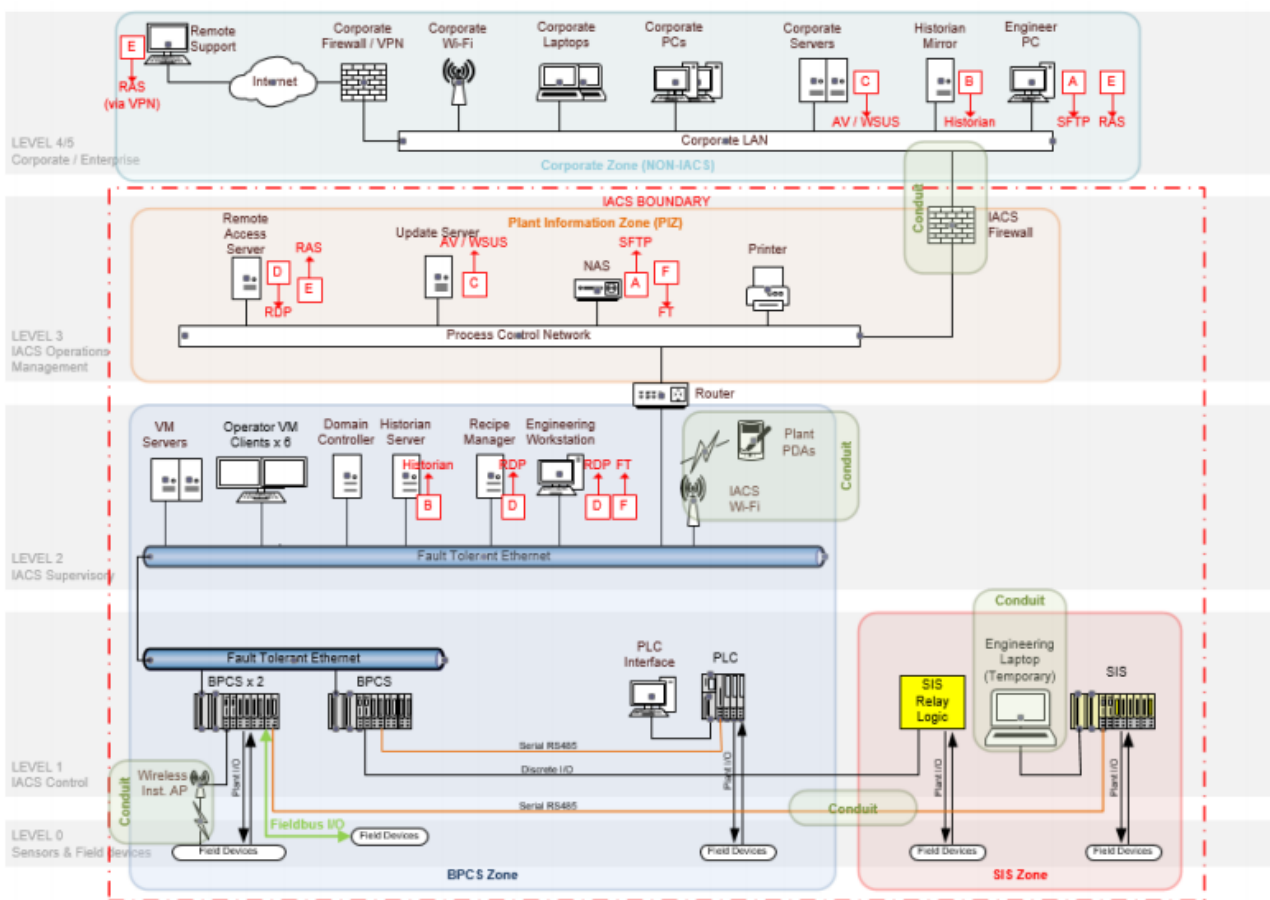 Remote
Support
E
RAS
(via VPN)
Internet
Corporate
Firewall / VPN
Corporate
Wi-Fi
Corporate
Laptops
Corporate
PCs
Corporate
Servers
C
AV / WSUS
Historian
Mirror
B
Historian
Engineer
PC
A
E
SFTP RAS
Corporate LAN
Corporate Zone (NON-IACS)
LEVEL 4/5
Corporate / Enterprise
IACS BOUNDARY
Plant Information Zone (PIZ)
Conduit
IACS
Firewall
Remote
Access
Server
D
RDP
RAS
E
Update Server
AV / WSUS
C
NAS
SFTP
A
F
FT
Printer
Process Control Network
LEVEL 3
IACS Operations
Management
Router
VM
Servers
Operator VM
Clients x 6
Domain
Controller
Historian
Server
Historian
B
Recipe
Manager
RDP
D
Engineering
Workstation
RDP FT
D
F
Plant
PDAs
IACS
Wi-Fi
Conduit
Fault Tolerant Ethernet
LEVEL 2
IACS Supervisory
Fault Tolerant Ethernet
BPCS x 2
BPCS
PLC
Interface
PLC
Conduit
Engineering
Laptop
(Temporary)
SIS
Relay
Logic
SIS
Serial RS485
Discrete I/O
LEVEL 1
IACS Control
Wireless
Inst. AP
Conduit
Plant I/O
Plant I/O
Plant I/O
Plant I/O
Serial RS485
Conduit
Fieldbus I/O
LEVEL 0
Sensors & Field devices
Field Devices
Field Devices
Field Devices
Field Devices
Field Devices
BPCS Zone
SIS Zone